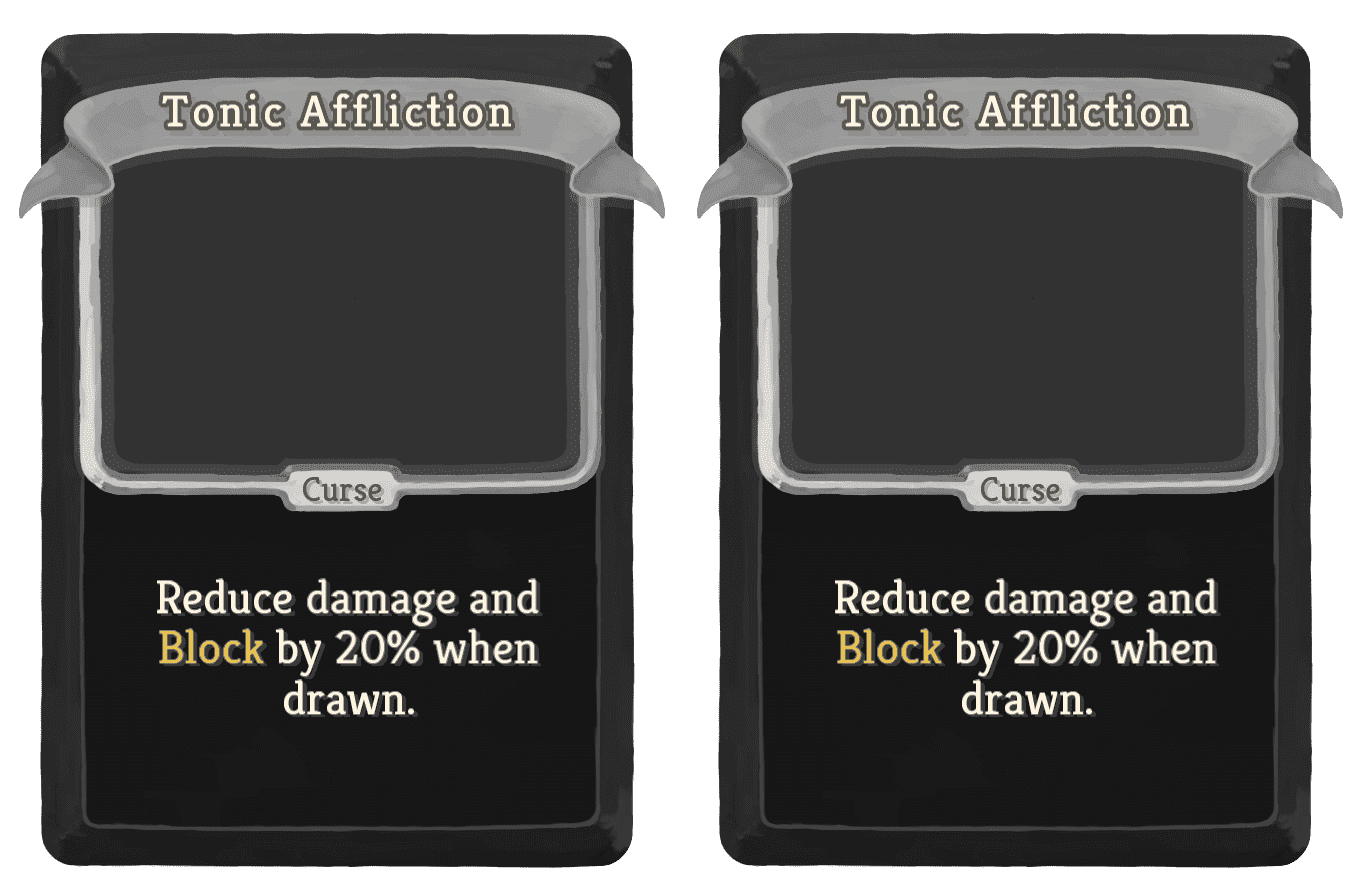 Tonic Affliction
Curse
Reduce damage and
Block by 20% when
drawn.
Tonic Affliction
Curse
Reduce damage and
Block by 20% when
drawn.